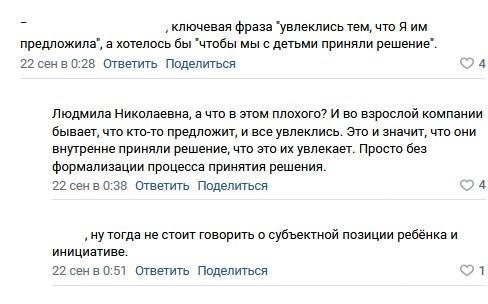 , ключевая фраза "увлеклись тем, что Я им
предложила", а хотелось бы "чтобы мы с детьми приняли решение".
22 сен в 0:28 Ответить Поделиться 4
Людмила Николаевна, а что в этом плохого? И во взрослой компании
бывает, что кто-то предложит, и все увлеклись. Это и значит, что они
внутренне приняли решение, что это их увлекает. Просто без
формализации процесса принятия решения.
22 сен в 0:38 Ответить Поделиться 4
, ну тогда не стоит говорить о субъектной позиции ребёнка и
инициативе.
22 сен в 0:51 Ответить Поделиться 1